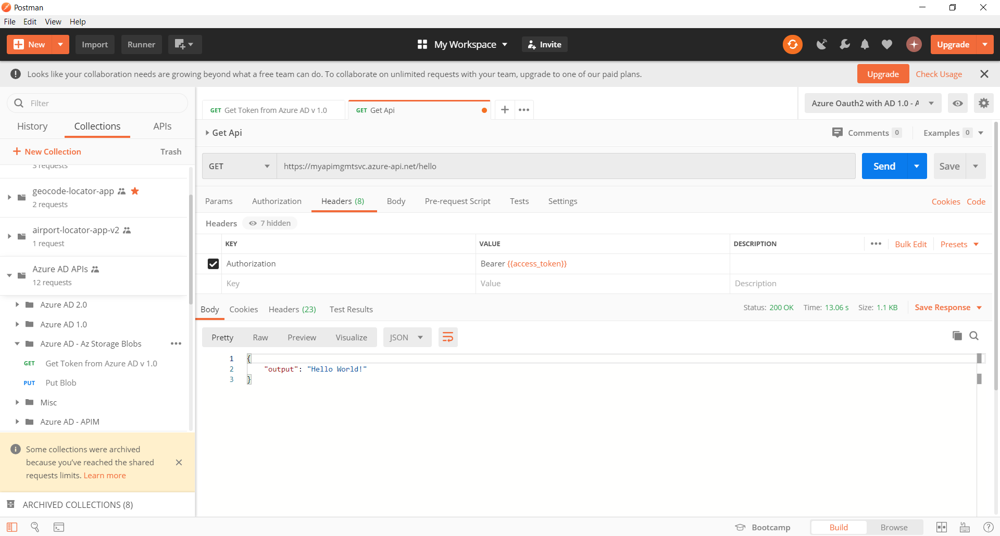 Postman
File Edit View Help
New Import Runner My Workspace Invite Upgrade
Looks like your collaboration needs are growing beyond what a free team can do. To collaborate on unlimited requests with your team, upgrade to one of our paid plans. Upgrade Check Usage
Filter
History Collections APIs
New Collection Trash
3 requests
geocode-locator-app
2 requests
airport-locator-app-v2
1 request
Azure AD APIs
12 requests
Azure AD 2.0
Azure AD 1.0
Azure AD - Az Storage Blobs
GET Get Token from Azure AD v 1.0
PUT Put Blob
Misc
Azure AD - APIM
Some collections were archived
because you've reached the shared
requests limits. Learn more
ARCHIVED COLLECTIONS (8)
GET Get Token from Azure AD v 1.0 GET Get Api
Azure Oauth2 with AD 1.0 - A
Get Api Comments 0 Examples 0
GET https://myapimgmtsvc.azure-api.net/hello Send Save
Params Authorization Headers (8) Body Pre-request Script Tests Settings Cookies Code
Headers 7 hidden
KEY VALUE DESCRIPTION Bulk Edit Presets
Authorization Bearer {{access_token}}
Key Value Description
Body Cookies Headers (23) Test Results Status: 200 OK Time: 13.06 s Size: 1.1 KB Save Response
Pretty Raw Preview Visualize JSON
1 {
2 "output": "Hello World!"
3 }
Bootcamp Build Browse